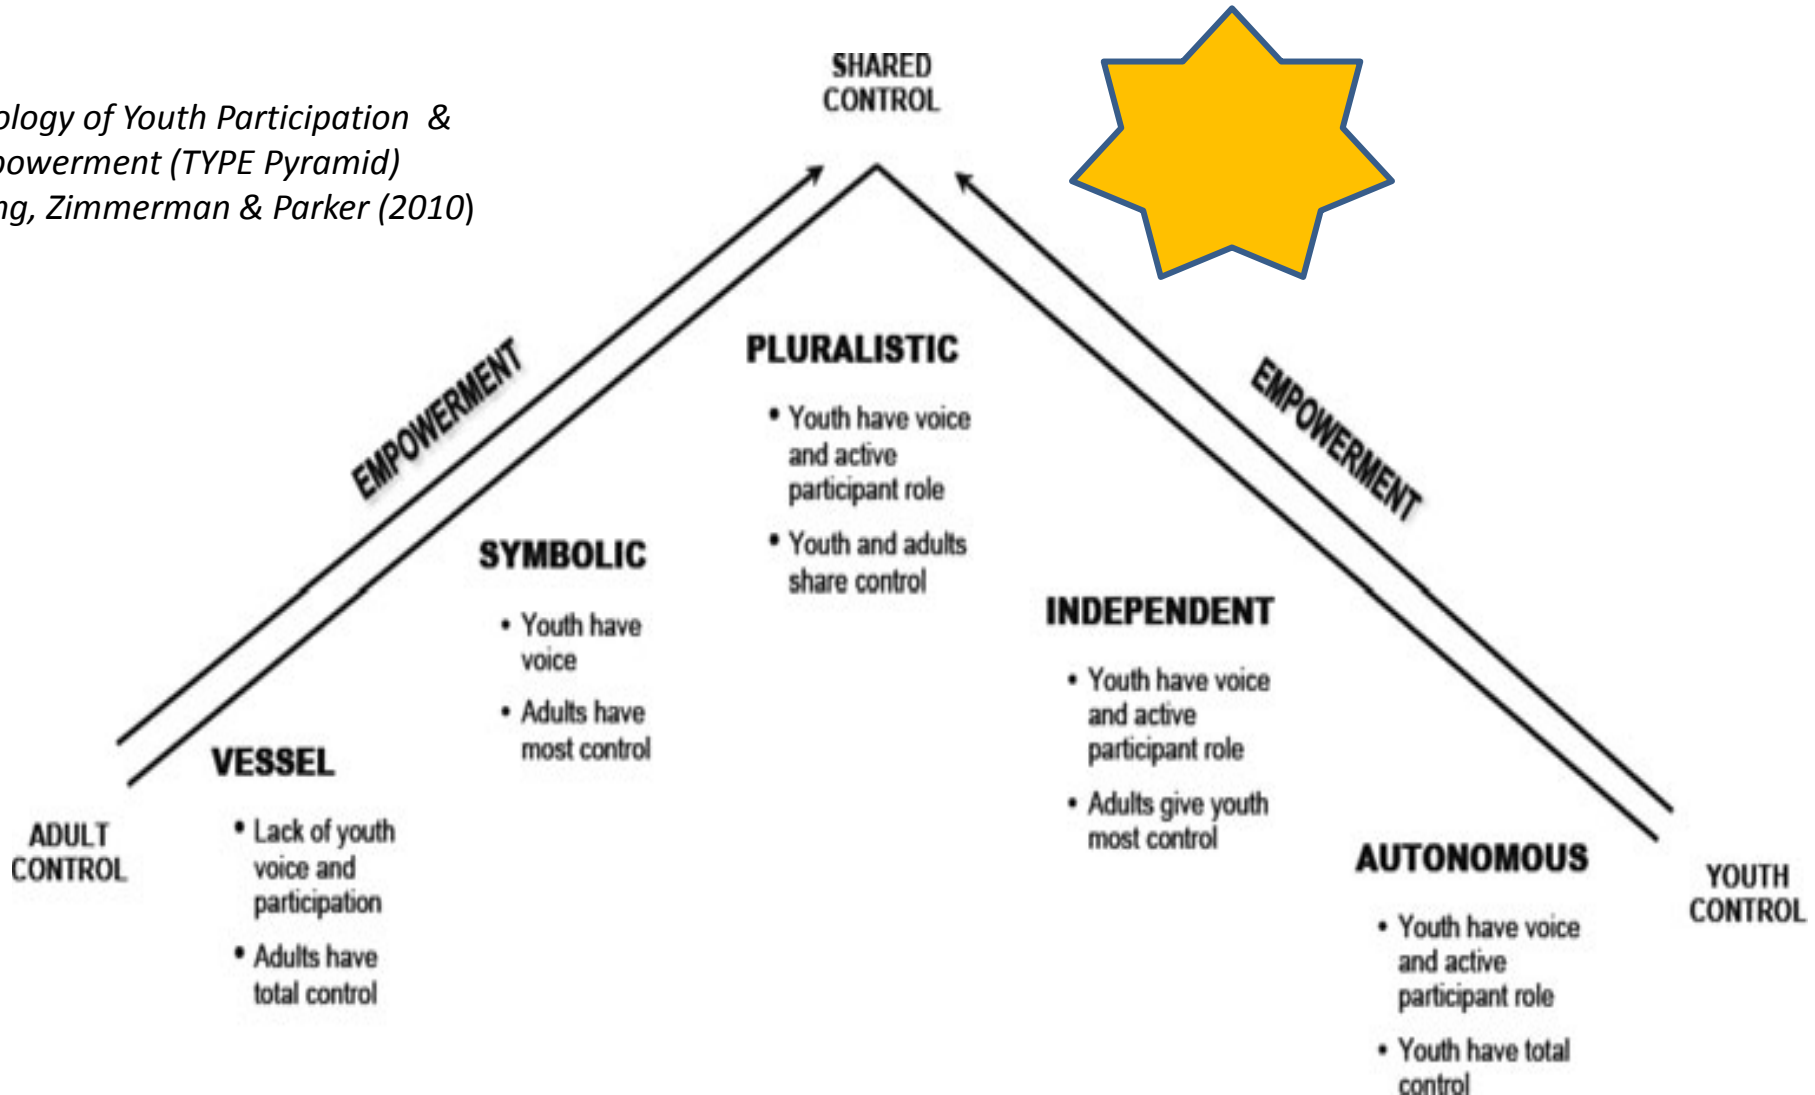 ology of Youth Participation &
powerment (TYPE Pyramid)
ng, Zimmerman & Parker (2010)
SHARED
CONTROL
EMPOWERMENT
EMPOWERMENT
PLURALISTIC
• Youth have voice
and active
participant role
• Youth and adults
share control
SYMBOLIC
• Youth have
voice
• Adults have
most control
INDEPENDENT
• Youth have voice
and active
participant role
• Adults give youth
most control
VESSEL
• Lack of youth
voice and
participation
• Adults have
total control
ADULT
CONTROL
AUTONOMOUS
• Youth have voice
and active
participant role
• Youth have total
control
YOUTH
CONTROL